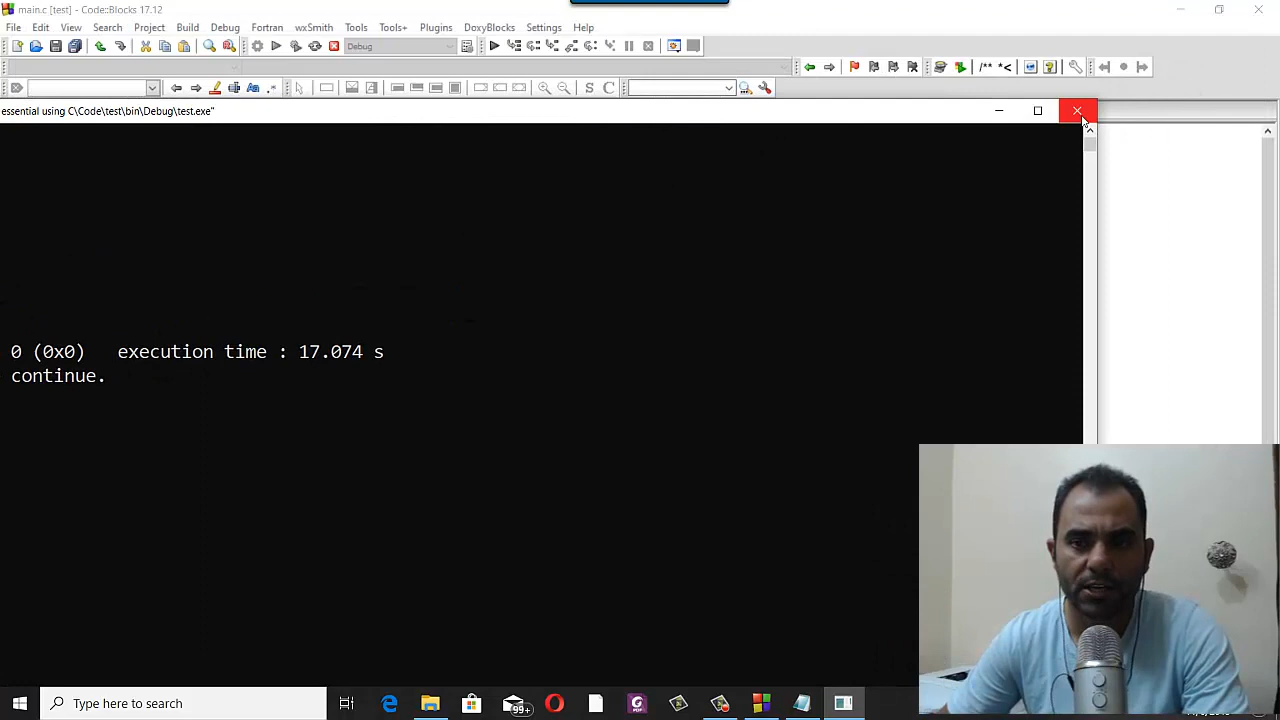 main.c [test] - Code::Blocks 17.12
File Edit View Search Project Build Debug Fortran wxSmith Tools Tools+ Plugins DoxyBlocks Settings Help
Debug
/** *<
S C
essential using C\Code\test\bin\Debug\test.exe"
0 (0x0) execution time : 17.074 s
continue.
Type here to search
99+